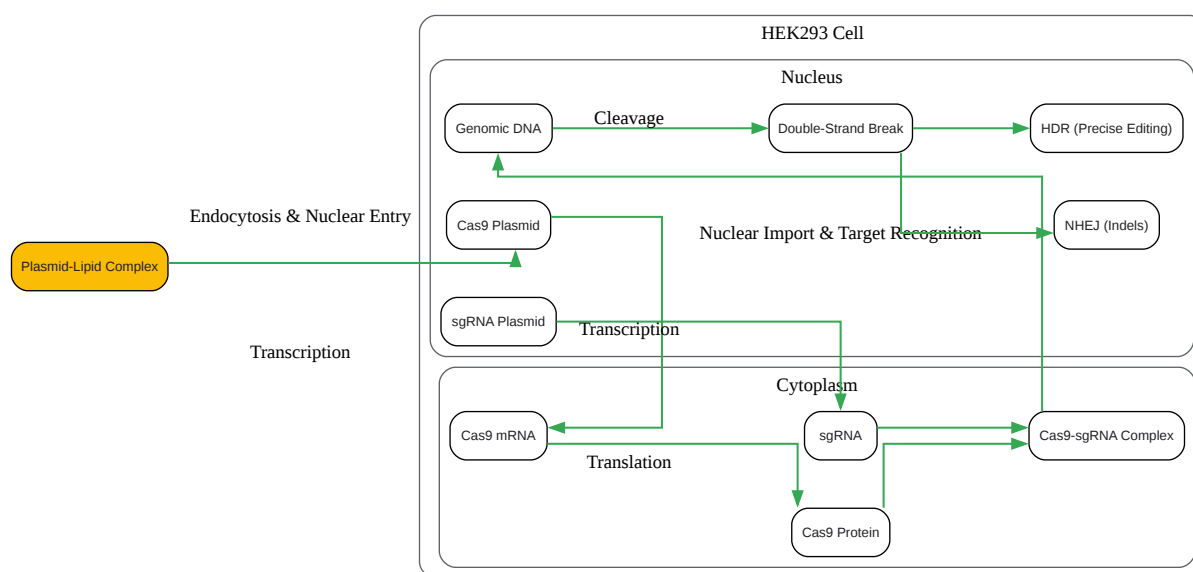 HEK293 Cell
Nucleus
Genomic DNA
Cleavage
Double-Strand Break
HDR (Precise Editing)
Endocytosis & Nuclear Entry
Cas9 Plasmid
Nuclear Import & Target Recognition
NHEJ (Indels)
Plasmid-Lipid Complex
sgRNA Plasmid
Transcription
Transcription
Cytoplasm
Cas9 mRNA
sgRNA
Cas9-sgRNA Complex
Translation
Cas9 Protein